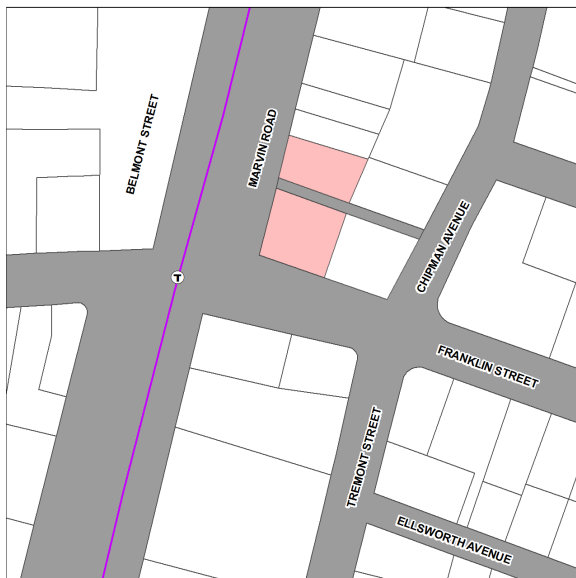 BELMONT STREET
MARVIN ROAD
CHIPMAN AVENUE
T
FRANKLIN STREET
TREMONT STREET
ELLSWORTH AVENUE